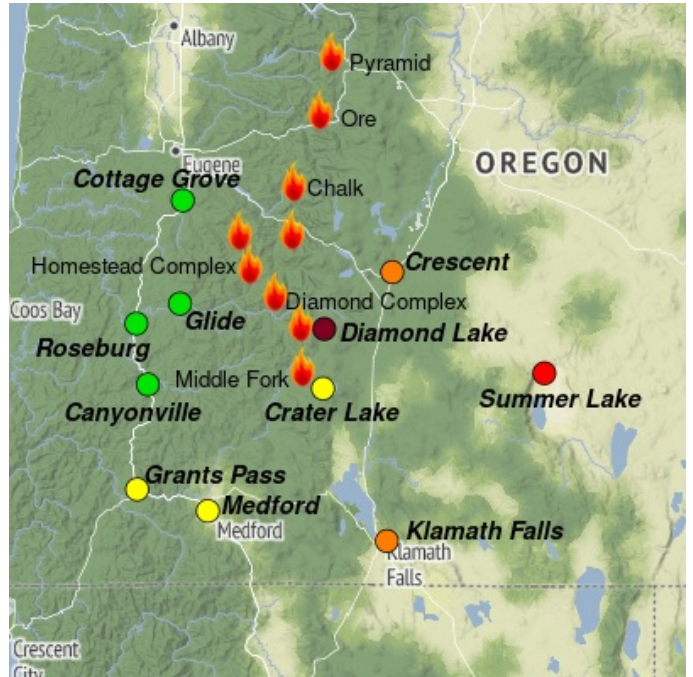 Albany
Pyramid
Ore
Eugene
OREGON
Cottage Grove
Chalk
Homestead Complex
Crescent
Coos Bay
Diamond Complex
Glide
Diamond Lake
Roseburg
Middle Fork
Canyonville
Crater Lake
Summer Lake
Grants Pass
Medford
Medford
Klamath Falls
Klamath
Falls
Crescent
City